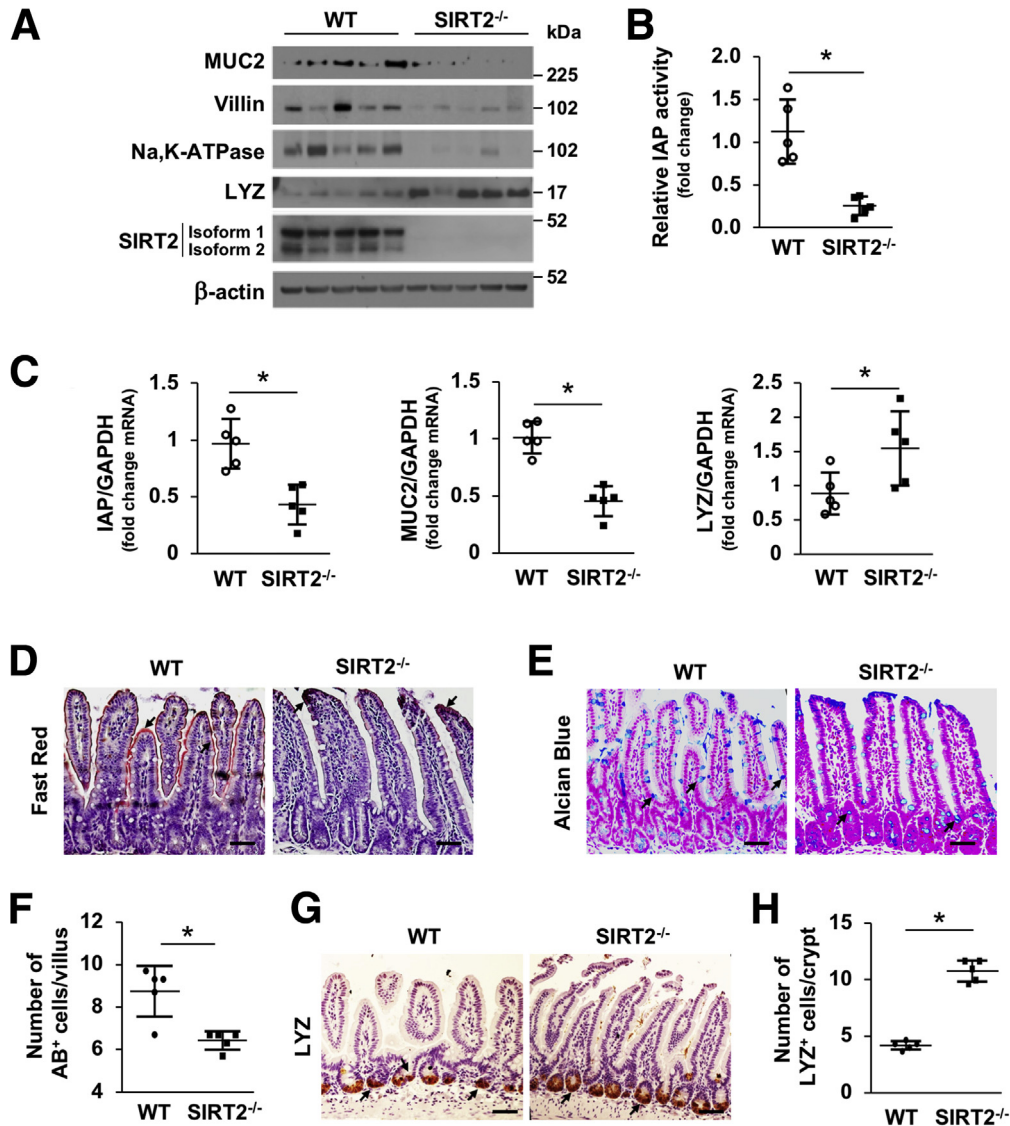 A
WT
SIRT2-/-
kDa
MUC2
225
Villin
102
Na,K-ATPase
102
LYZ
17
52
SIRT2
Isoform 1
Isoform 2
52
β-actin
B
Relative IAP activity
(fold change)
2.0
1.5
1.0
0.5
0.0
*
WT
SIRT2-/-
C
IAP/GAPDH
(fold change mRNA)
1.5
1
0.5
0
*
WT
SIRT2-/-
MUC2/GAPDH
(fold change mRNA)
1.5
1
0.5
0
*
WT
SIRT2-/-
LYZ/GAPDH
(fold change mRNA)
2.5
2
1.5
1
0.5
0
*
WT
SIRT2-/-
D
WT
SIRT2-/-
Fast Red
E
WT
SIRT2-/-
Alcian Blue
F
Number of
AB+ cells/villus
12
10
8
6
4
*
WT
SIRT2-/-
G
WT
SIRT2-/-
LYZ
H
Number of
LYZ+ cells/crypt
15
10
5
0
*
WT
SIRT2-/-